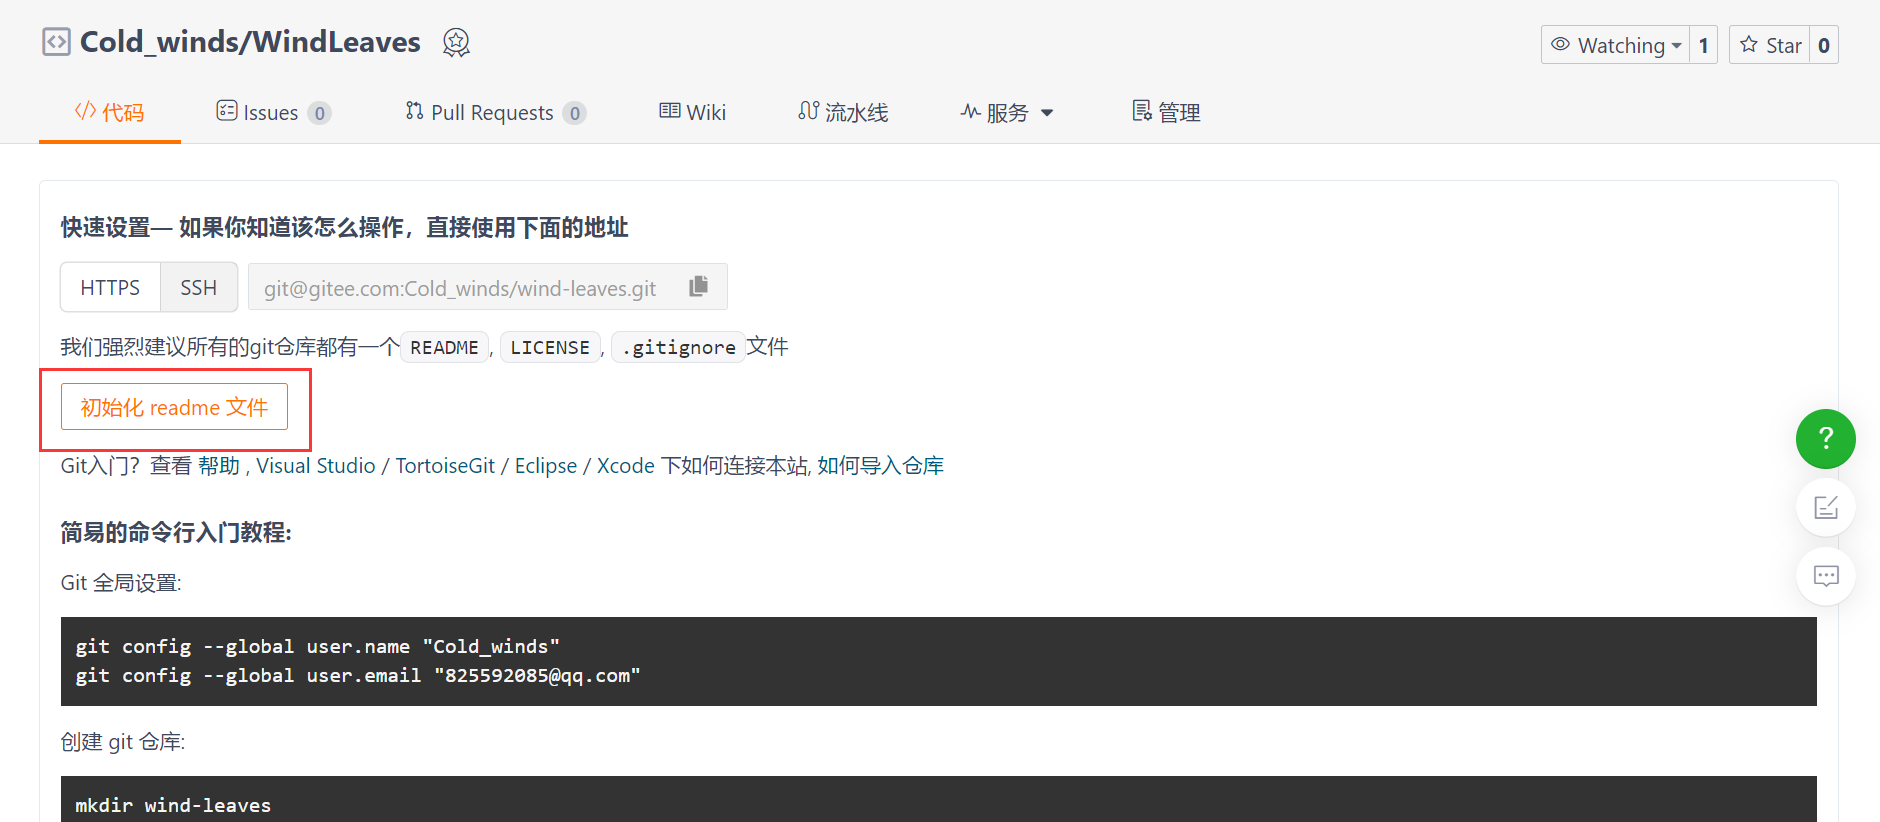 Cold_winds/WindLeaves
Watching 1 Star 0
代码 Issues 0 Pull Requests 0 Wiki 流水线 服务 管理
快速设置— 如果你知道该怎么操作，直接使用下面的地址
HTTPS SSH git@gitee.com:Cold_winds/wind-leaves.git
我们强烈建议所有的git仓库都有一个 README, LICENSE, .gitignore 文件
初始化 readme 文件
Git入门？查看 帮助 , Visual Studio / TortoiseGit / Eclipse / Xcode 下如何连接本站, 如何导入仓库
简易的命令行入门教程:
Git 全局设置:
git config --global user.name "Cold_winds"
git config --global user.email "825592085@qq.com"
创建 git 仓库:
mkdir wind-leaves
?